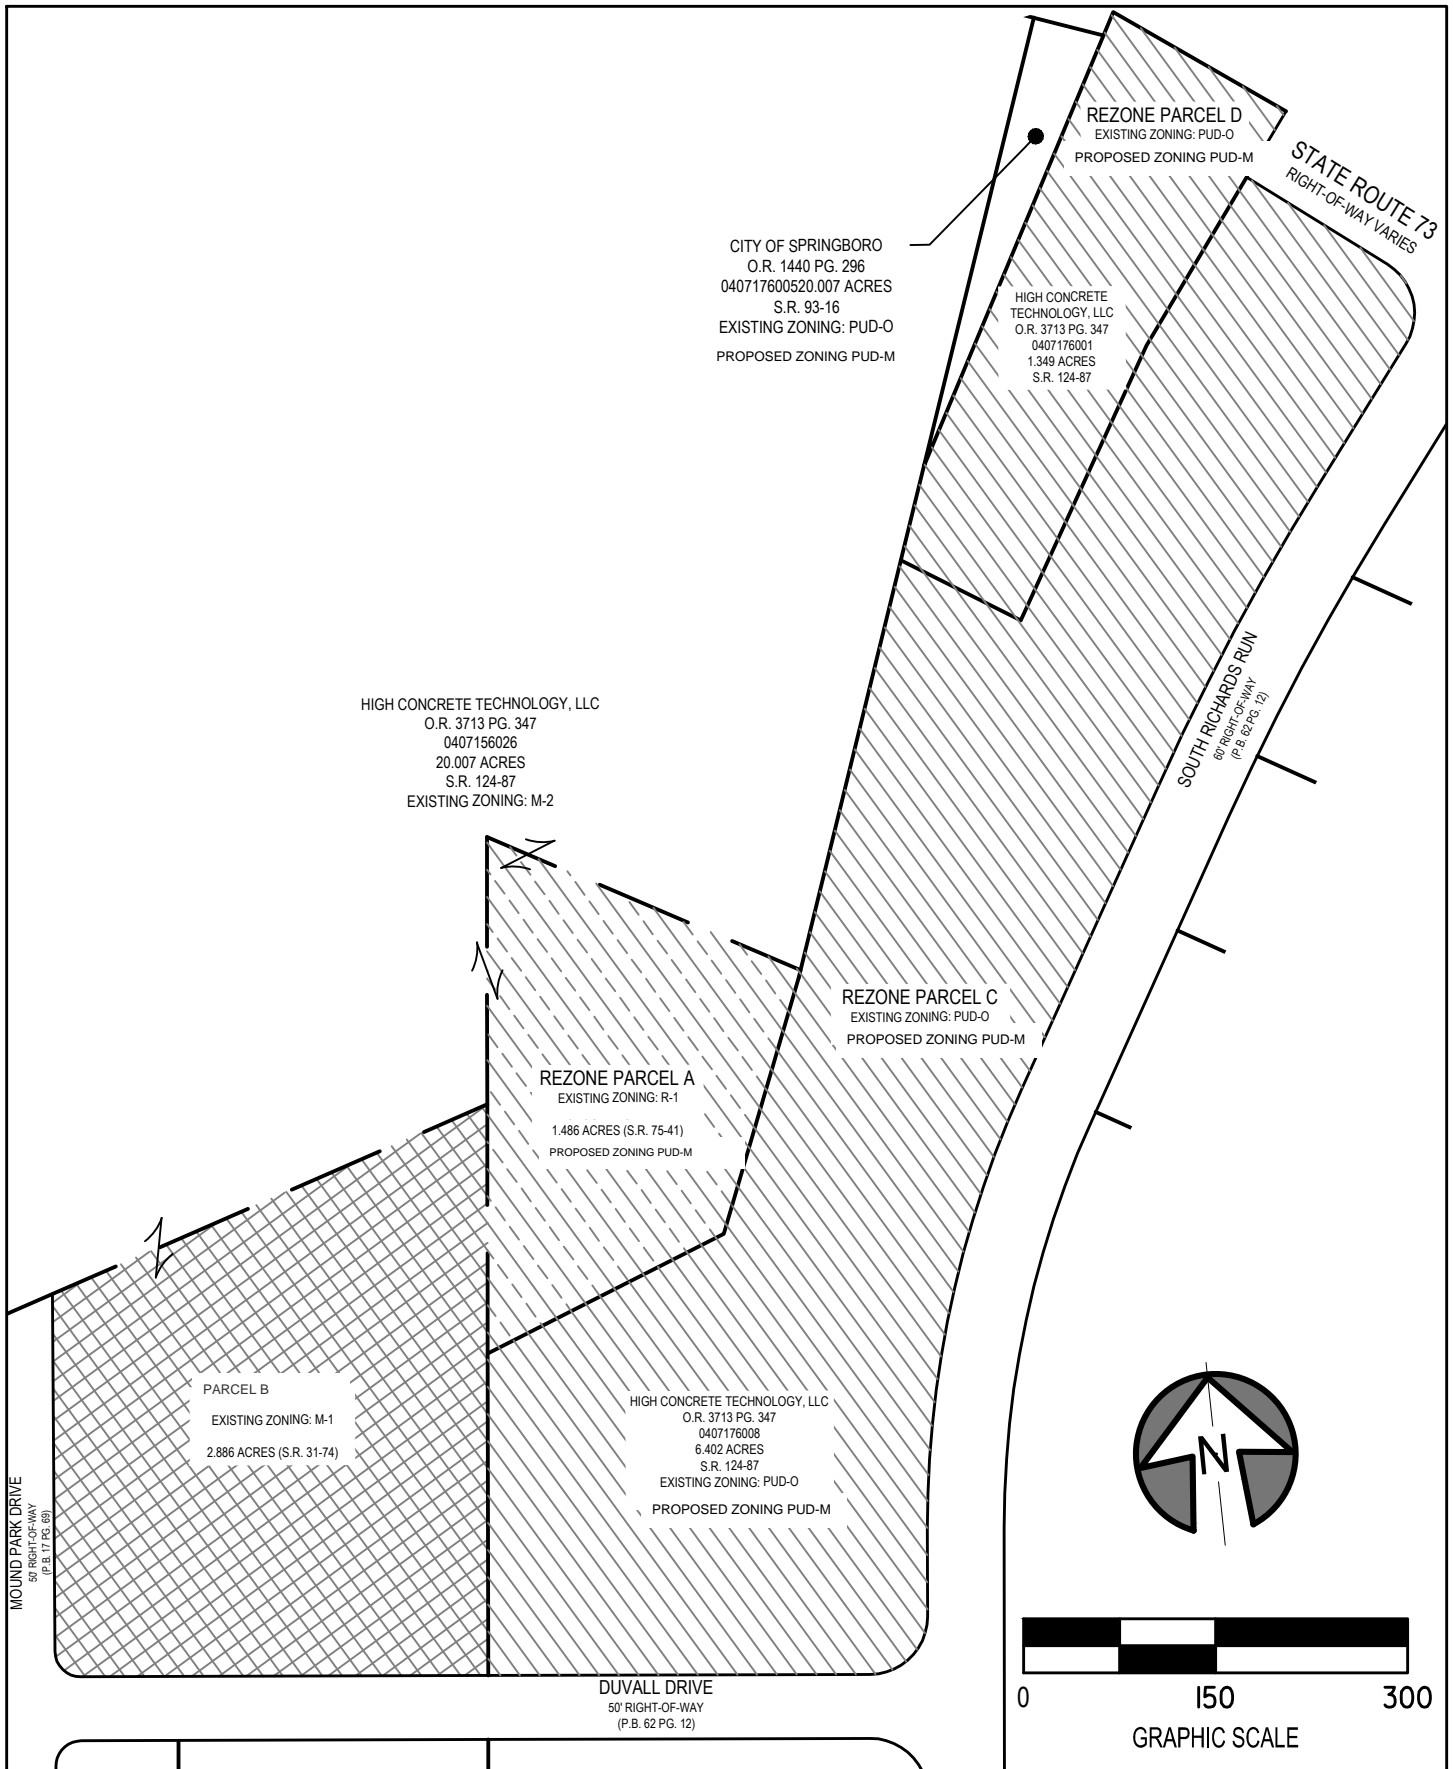 REZONE PARCEL D
EXISTING ZONING: PUD-O
PROPOSED ZONING PUD-M
STATE ROUTE 73
RIGHT-OF-WAY VARIES
CITY OF SPRINGBORO
O.R. 1440 PG. 296
040717600520.007 ACRES
S.R. 93-16
EXISTING ZONING: PUD-O
PROPOSED ZONING PUD-M
HIGH CONCRETE
TECHNOLOGY, LLC
O.R. 3713 PG. 347
0407176001
1.349 ACRES
S.R. 124-87
SOUTH RICHARDS RUN
60' RIGHT-OF-WAY
(P.B. 62 PG. 12)
HIGH CONCRETE TECHNOLOGY, LLC
O.R. 3713 PG. 347
0407156026
20.007 ACRES
S.R. 124-87
EXISTING ZONING: M-2
REZONE PARCEL C
EXISTING ZONING: PUD-O
PROPOSED ZONING PUD-M
REZONE PARCEL A
EXISTING ZONING: R-1
1.486 ACRES (S.R. 75-41)
PROPOSED ZONING PUD-M
PARCEL B
EXISTING ZONING: M-1
2.886 ACRES (S.R. 31-74)
HIGH CONCRETE TECHNOLOGY, LLC
O.R. 3713 PG. 347
0407176008
6.402 ACRES
S.R. 124-87
EXISTING ZONING: PUD-O
PROPOSED ZONING PUD-M
MOUND PARK DRIVE
50' RIGHT-OF-WAY
(P.B. 17 PG. 69)
N
DUVALL DRIVE
50' RIGHT-OF-WAY
(P.B. 62 PG. 12)
0 150 300
GRAPHIC SCALE